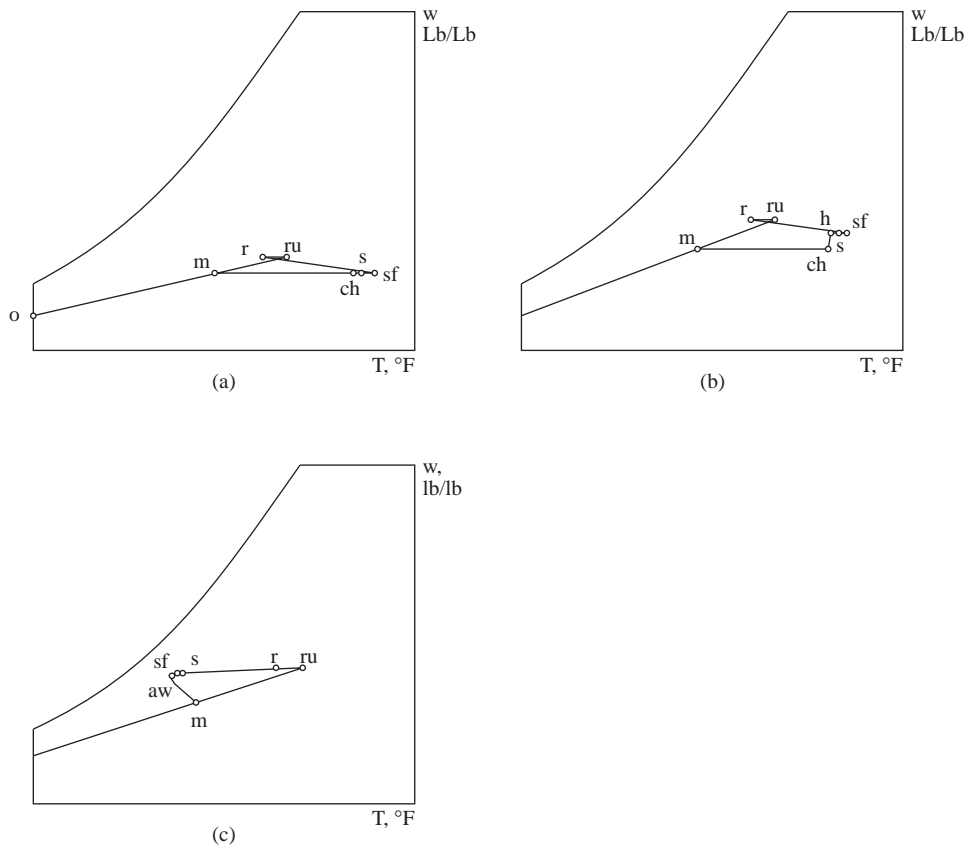 w
Lb/Lb
r
ru
s
m
sf
ch
o
T, °F
(a)
w
Lb/Lb
r
ru
h
sf
m
s
ch
T, °F
(b)
w,
lb/lb
sf
s
r
ru
aw
m
T, °F
(c)